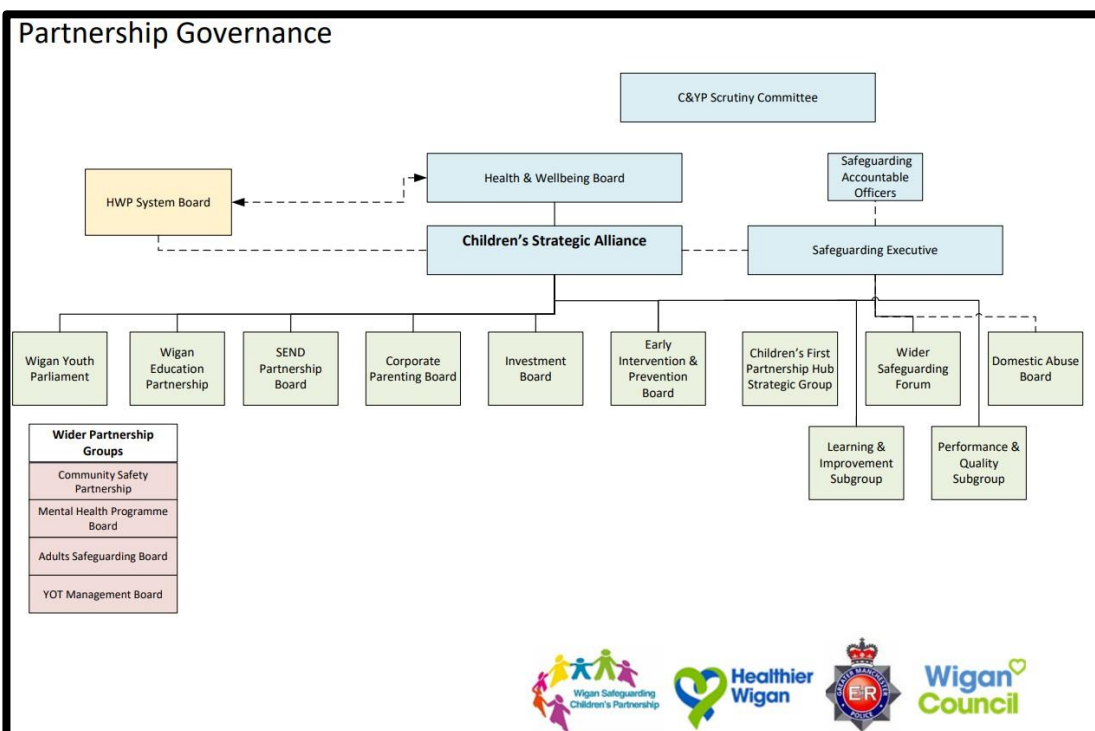 Partnership Governance
C&YP Scrutiny Committee
Health & Wellbeing Board
Safeguarding
Accountable
Officers
HWP System Board
Children's Strategic Alliance
Safeguarding Executive
Wigan Youth
Parliament
Wigan
Education
Partnership
SEND
Partnership
Board
Corporate
Parenting Board
Investment
Board
Early
Intervention &
Prevention
Board
Children's First
Partnership Hub
Strategic Group
Wider
Safeguarding
Forum
Domestic Abuse
Board
Learning &
Improvement
Subgroup
Performance &
Quality
Subgroup
Wider Partnership
Groups
Community Safety
Partnership
Mental Health Programme
Board
Adults Safeguarding Board
YOT Management Board
Wigan Safeguarding
Children's Partnership
Healthier
Wigan
GREATER MANCHESTER
POLICE
E R
Wigan
Council